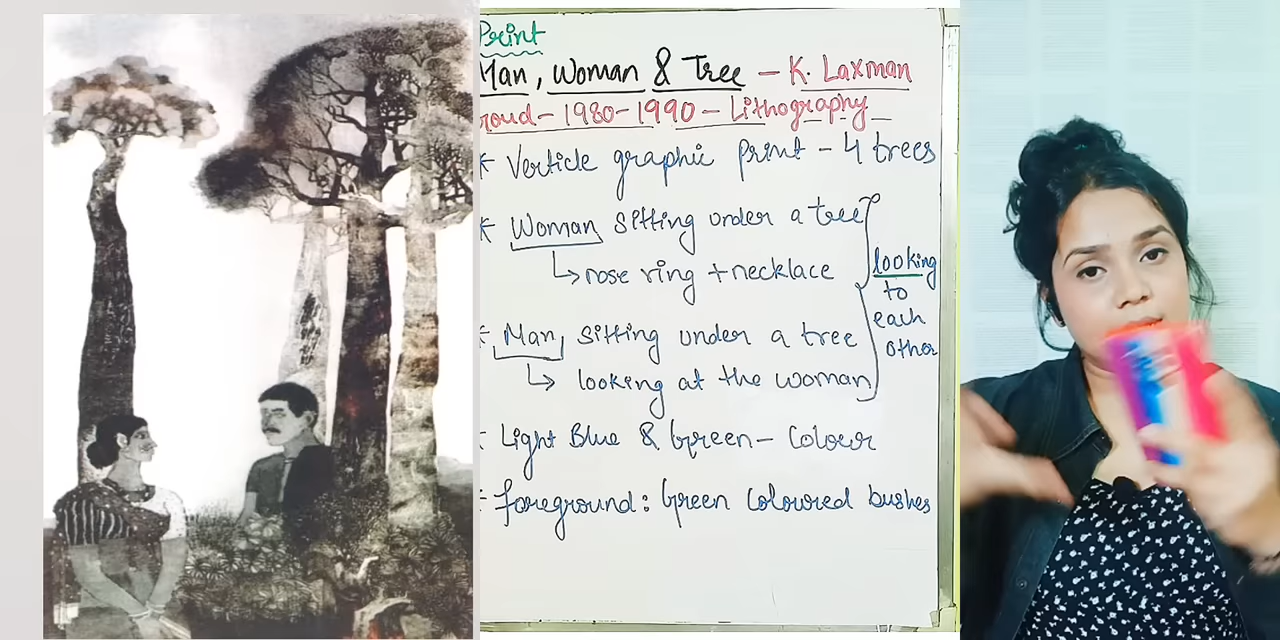 Print
Man, Woman & Tree – K. Laxman
roud – 1980 – 1990 – Lithography
* Verticle graphic print – 4 trees
* Woman sitting under a tree
↳ nose ring + necklace
looking
to
each
other
* Man, sitting under a tree
↳ looking at the woman
* Light Blue & Green – Colour
* foreground: Green Coloured bushes